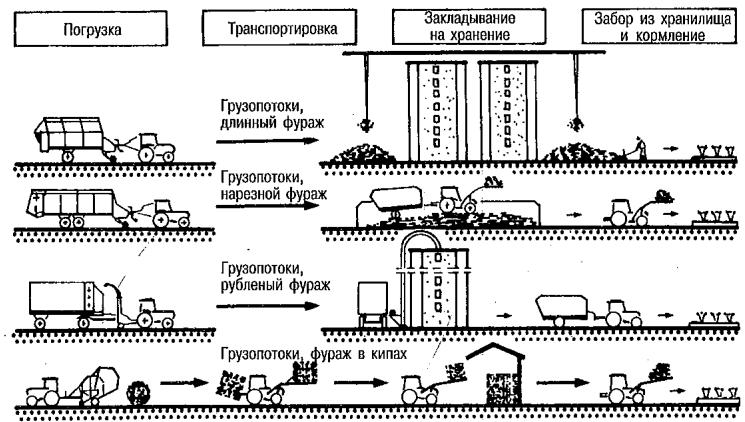 Погрузка
Транспортировка
Закладывание
на хранение
Забор из хранилища
и кормление
Грузопотоки,
длинный фураж
Грузопотоки,
нарезной фураж
Грузопотоки,
рубленый фураж
Грузопотоки, фураж в кипах